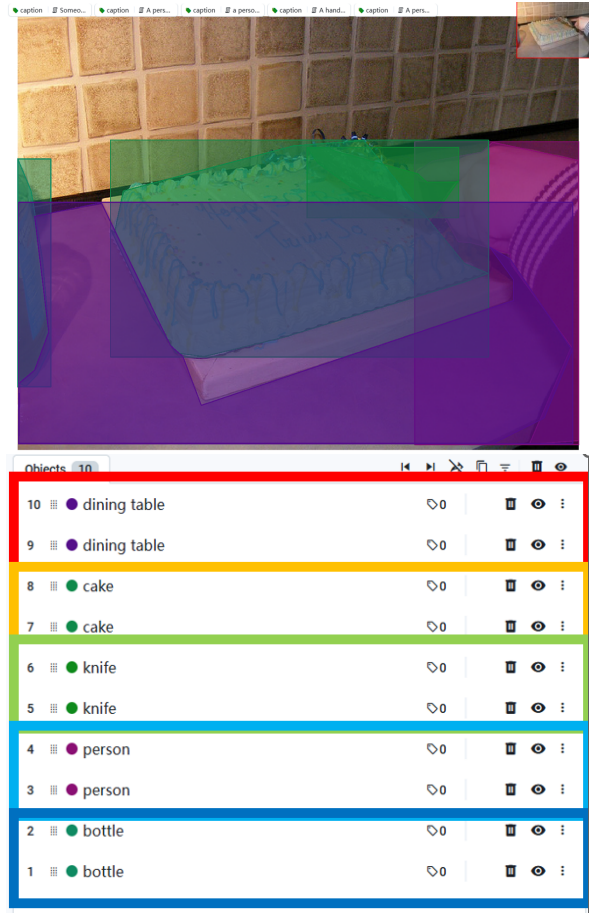 caption Someo... caption A pers... caption a perso... caption A hand... caption A pers...
Objects 10
10 dining table 0
9 dining table 0
8 cake 0
7 cake 0
6 knife 0
5 knife 0
4 person 0
3 person 0
2 bottle 0
1 bottle 0